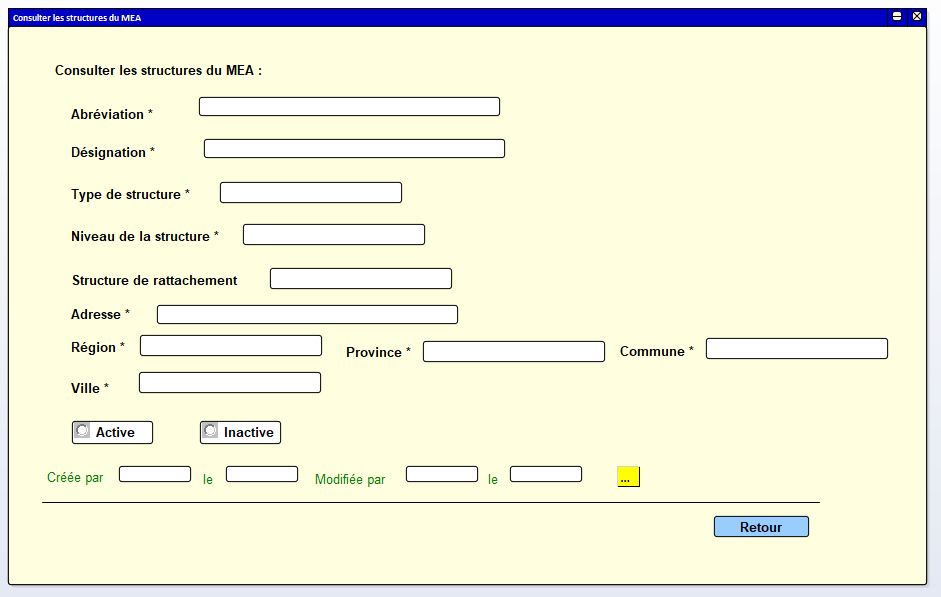 Consulter les structures du MEA
Consulter les structures du MEA :
Abréviation *
Désignation *
Type de structure *
Niveau de la structure *
Structure de rattachement
Adresse *
Région * Province * Commune *
Ville *
Active Inactive
Créée par le Modifiée par le ...
Retour